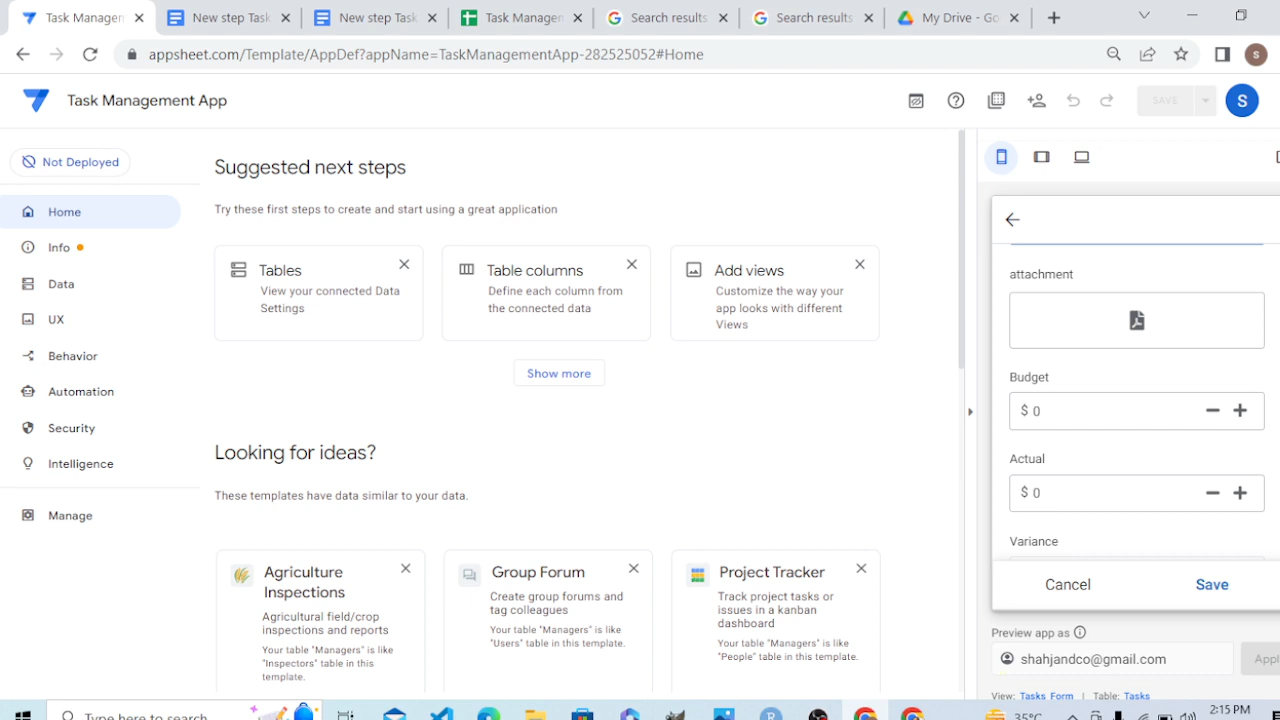 Task Managen
New step Task
New step Task
Task Managen
Search results
Search results
My Drive - Go
appsheet.com/Template/AppDef?appName=TaskManagementApp-282525052#Home
S
Task Management App
SAVE
S
Not Deployed
Home
Info
Data
UX
Behavior
Automation
Security
Intelligence
Manage
Suggested next steps
Try these first steps to create and start using a great application
Tables
View your connected Data
Settings
Table columns
Define each column from
the connected data
Add views
Customize the way your
app looks with different
Views
Show more
Looking for ideas?
These templates have data similar to your data.
Agriculture
Inspections
Agricultural field/crop
inspections and reports
Your table "Managers" is like
"Inspectors" table in this
template.
Group Forum
Create group forums and
tag colleagues
Your table "Managers" is like
"Users" table in this template.
Project Tracker
Track project tasks or
issues in a kanban
dashboard
Your table "Managers" is like
"People" table in this template.
attachment
Budget
$ 0
Actual
$ 0
Variance
Cancel
Save
Preview app as
shahjandco@gmail.com
Appl
View: Tasks_Form | Table: Tasks
Type here to search
35°C
2:15 PM